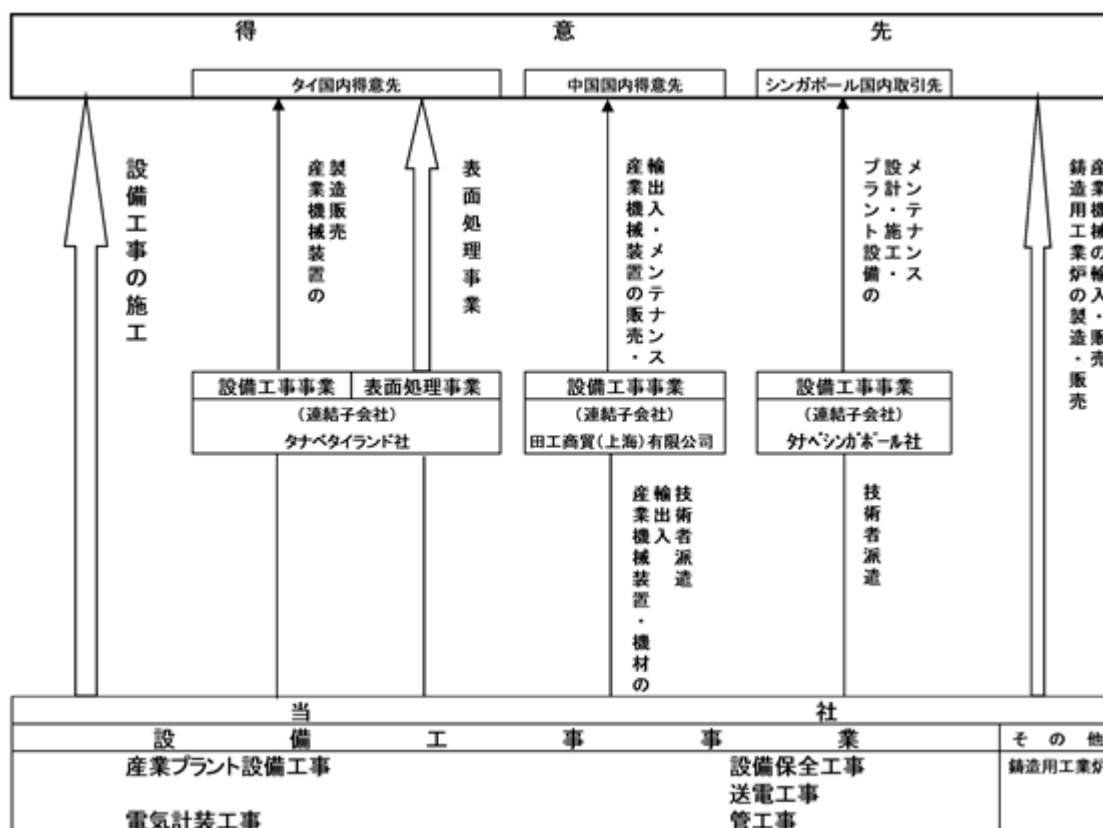 得意先
タイ国内得意先
中国国内得意先
シンガポール国内取引先
設備工事の施工
産業機械装置の
製造販売
表面処理事業
産業機械装置の販売・
輸出入・メンテナンス
プラント設備の
設計・施工・
メンテナンス
鋳造用工業炉の製造・販売
産業機械の輸入・販売
設備工事事業
表面処理事業
(連結子会社)
タナベタイランド社
設備工事事業
(連結子会社)
田工商貿(上海)有限公司
設備工事事業
(連結子会社)
タナベシンガポール社
産業機械装置・機材の
輸出入
技術者派遣
技術者派遣
当社
設備工事事業
その他
産業プラント設備工事
設備保全工事
鋳造用工業炉
送電工事
電気計装工事
管工事